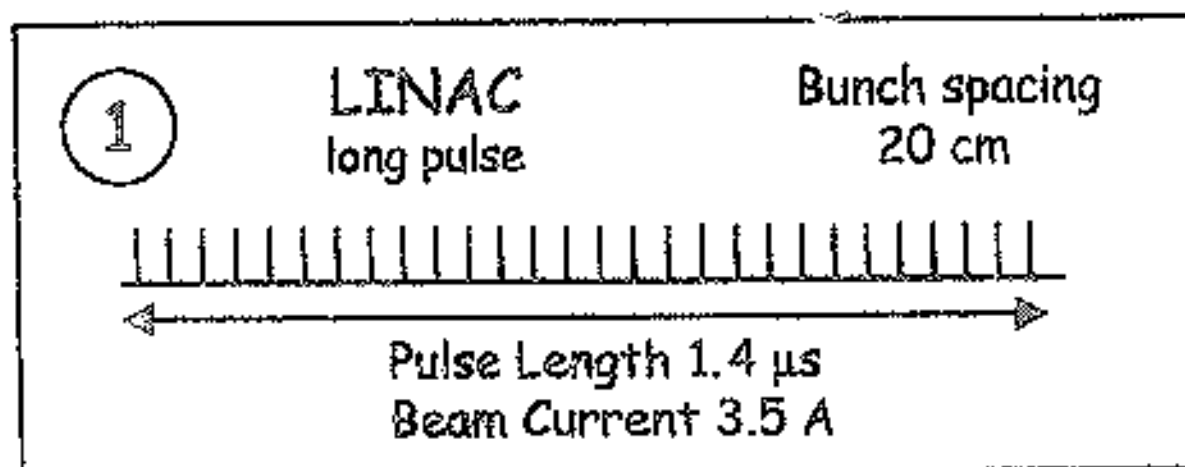 1
LINAC
long pulse
Bunch spacing
20 cm
Pulse Length 1.4 µs
Beam Current 3.5 A